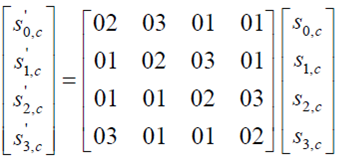 s'0,c   02 03 01 01   s0,c
s'1,c = 01 02 03 01   s1,c
s'2,c   01 01 02 03   s2,c
s'3,c   03 01 01 02   s3,c